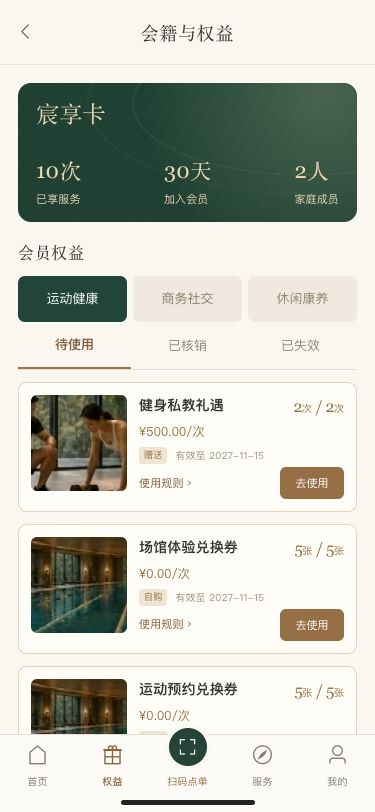 会籍与权益
宸享卡
10次
30天
2人
已享服务
加入会员
家庭成员
会员权益
运动健康
商务社交
休闲康养
待使用
已核销
已失效
健身私教礼遇
2次 / 2次
¥500.00/次
赠送 有效至 2027-11-15
使用规则 ›
去使用
场馆体验兑换券
5张 / 5张
¥0.00/次
自购 有效至 2027-11-15
使用规则 ›
去使用
运动预约兑换券
5张 / 5张
¥0.00/次
首页
权益
扫码点单
服务
我的